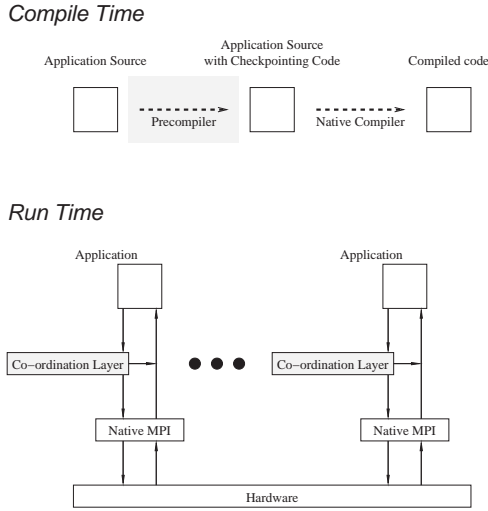 Compile Time
Application Source
Application Source
with Checkpointing Code
Compiled code
Precompiler
Native Compiler
Run Time
Application
Application
Co−ordination Layer
Co−ordination Layer
Native MPI
Native MPI
Hardware